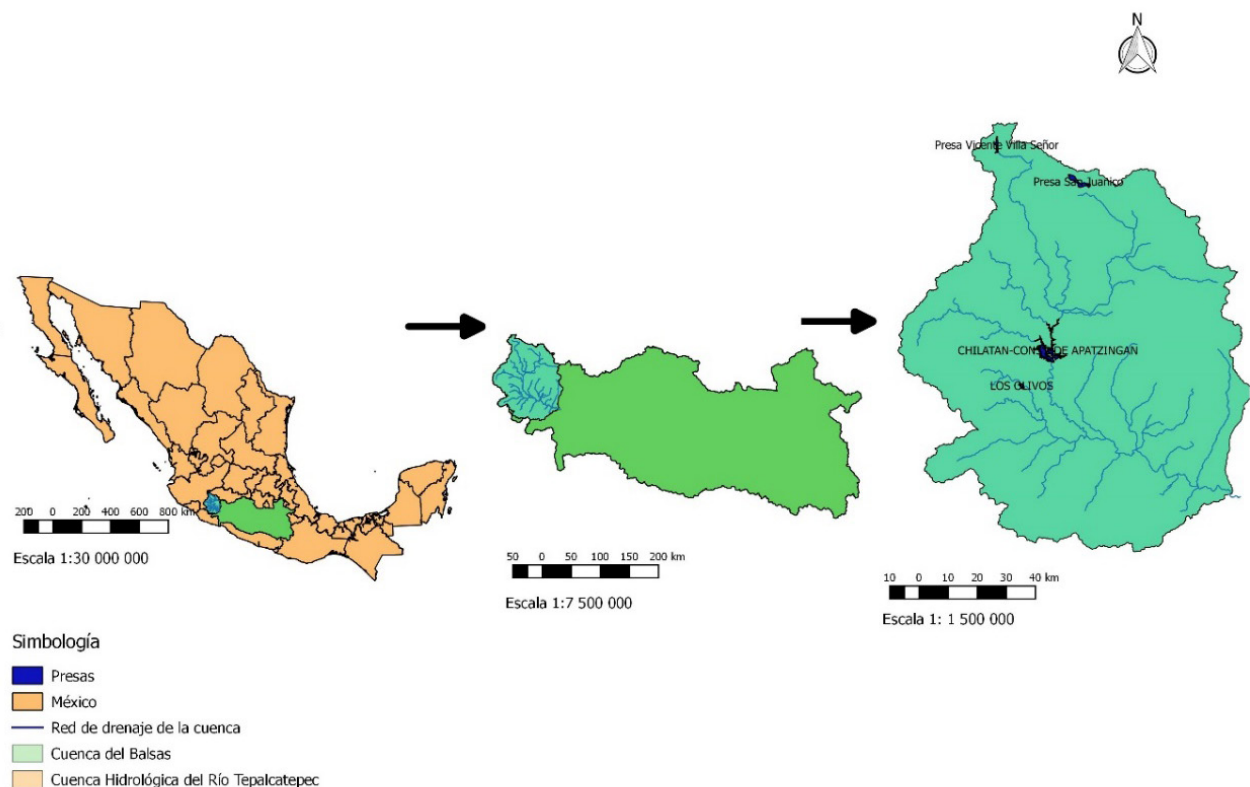 N
Presa Vicente Villa Señor
Presa San Juanico
CHILATAN-CONST DE APATZINGAN
LOS OLIVOS
200 0 200 400 600 800 km
Escala 1:30 000 000
50 0 50 100 150 200 km
Escala 1:7 500 000
10 0 10 20 30 40 km
Escala 1: 1 500 000
Simbología
Presas
México
Red de drenaje de la cuenca
Cuenca del Balsas
Cuenca Hidrológica del Río Tepalcatepec